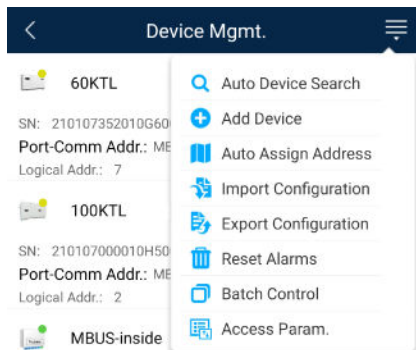 Device Mgmt.
60KTL
SN: 210107352010G60
Port-Comm Addr.: ME
Logical Addr.: 7
100KTL
SN: 210107000010H50
Port-Comm Addr.: ME
Logical Addr.: 2
MBUS-inside
Auto Device Search
Add Device
Auto Assign Address
Import Configuration
Export Configuration
Reset Alarms
Batch Control
Access Param.